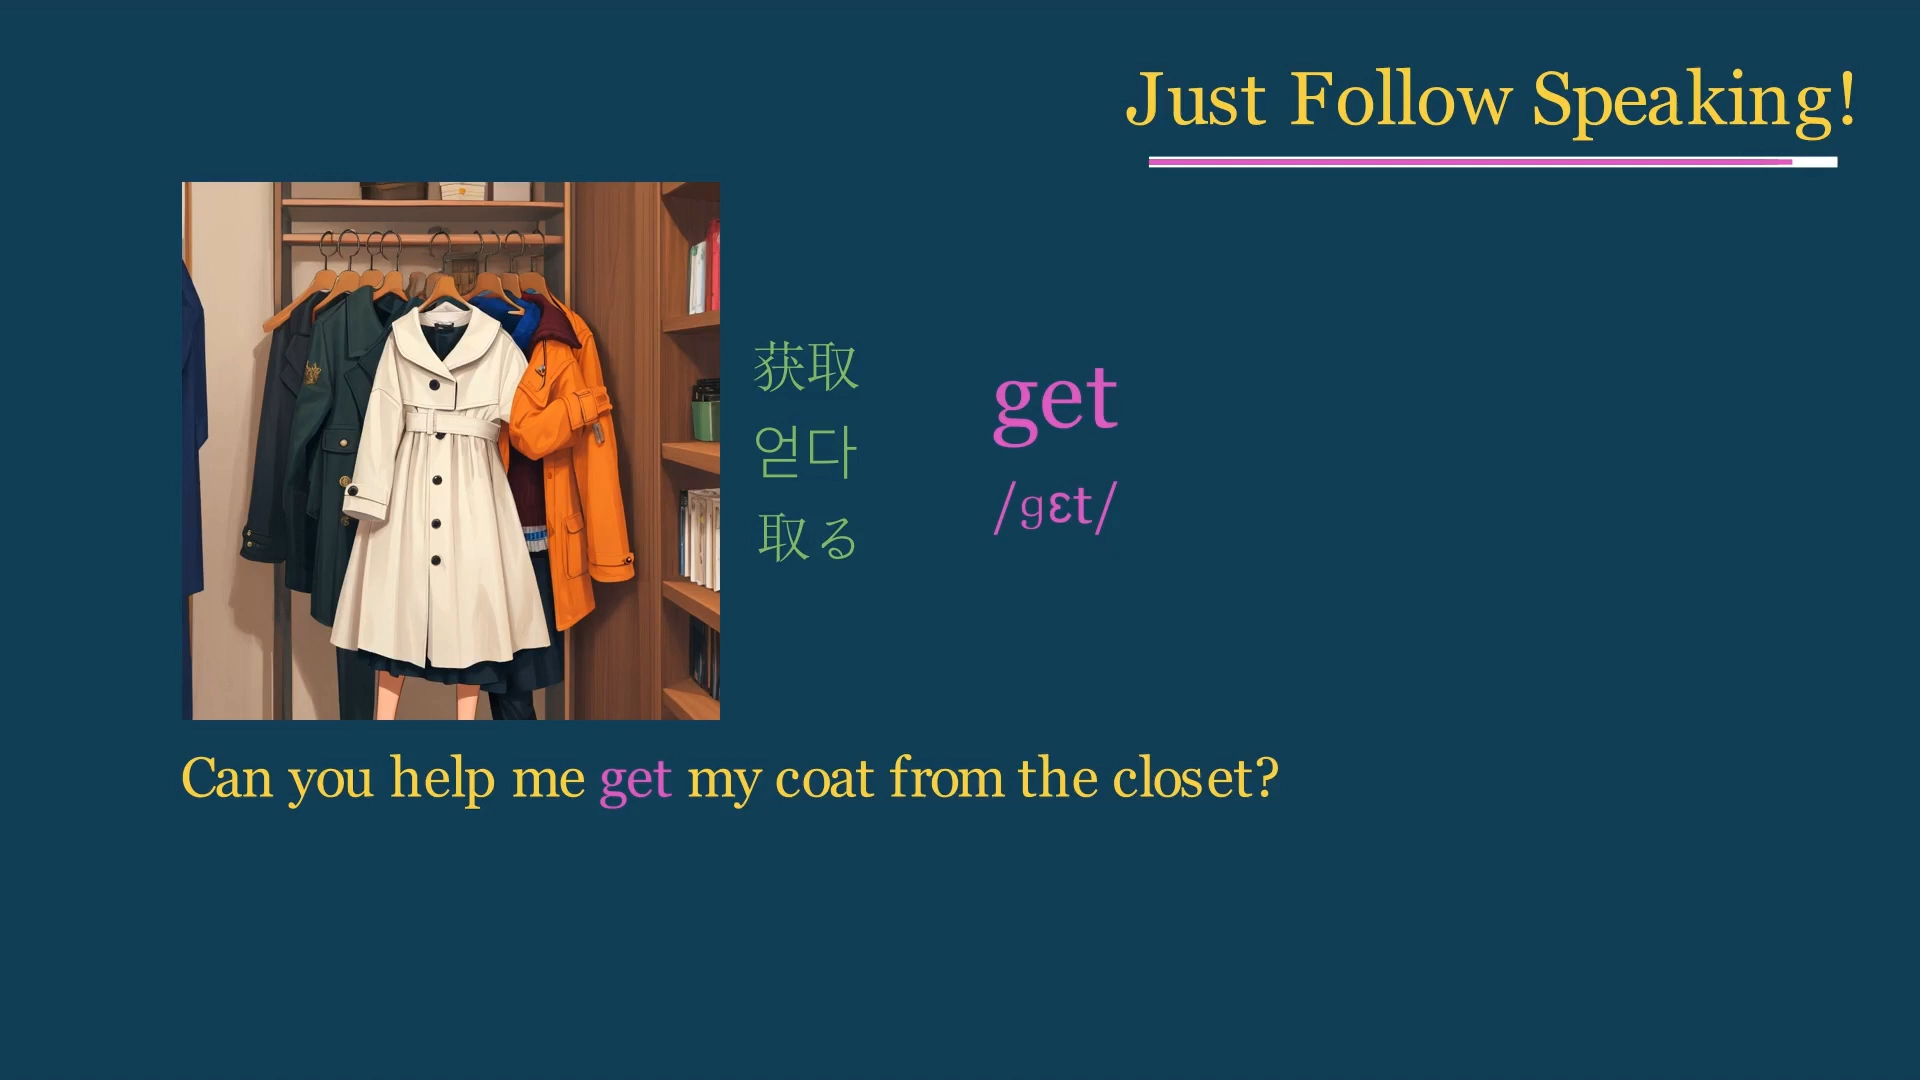 Just Follow Speaking!
获取
얻다
取る
get
/ɡɛt/
Can you help me get my coat from the closet?